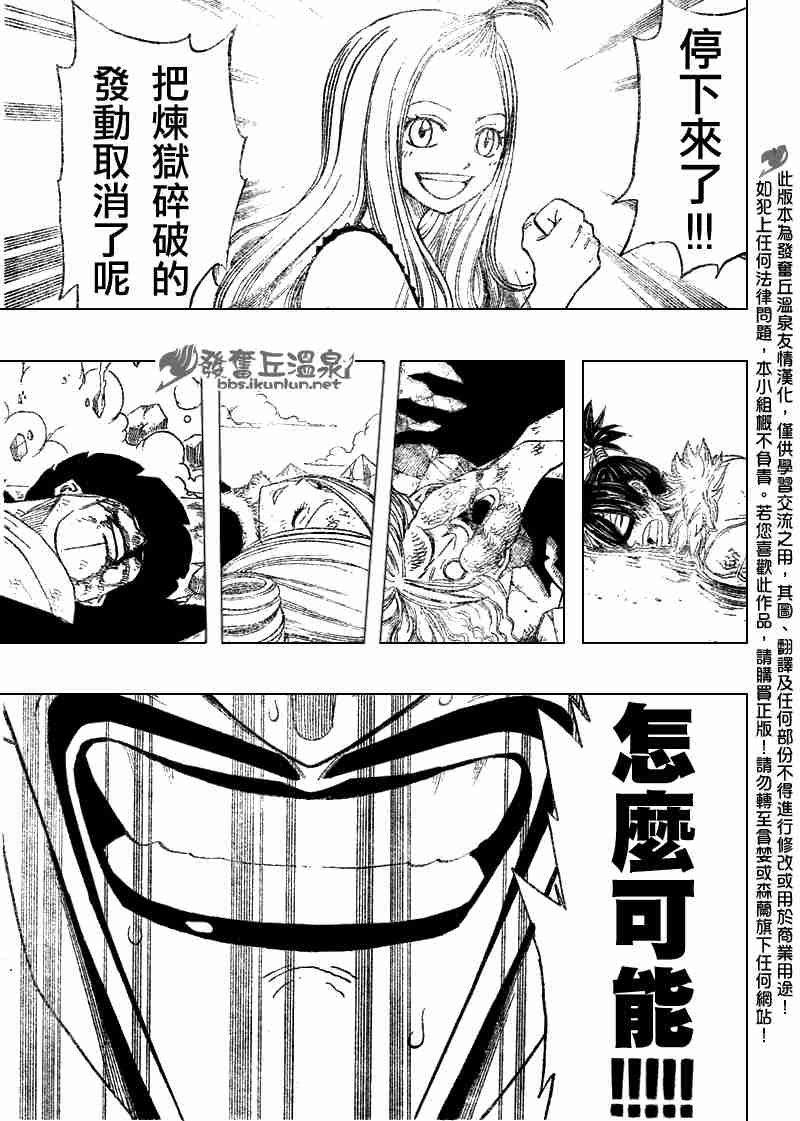 停下來了!!!
把煉獄碎破的
發動取消了呢
發奮丘溫泉
bbs.ikunlun.net
怎麼可能!!!!!
此版本為發奮丘溫泉友情漢化，僅供學習交流之用，其圖、翻譯及任何部份不得進行修改或用於商業用途！
如犯上任何法律問題，本小組概不負責。若您喜歡此作品，請購買正版！請勿轉至貪婪或森蘭旗下任何網站！